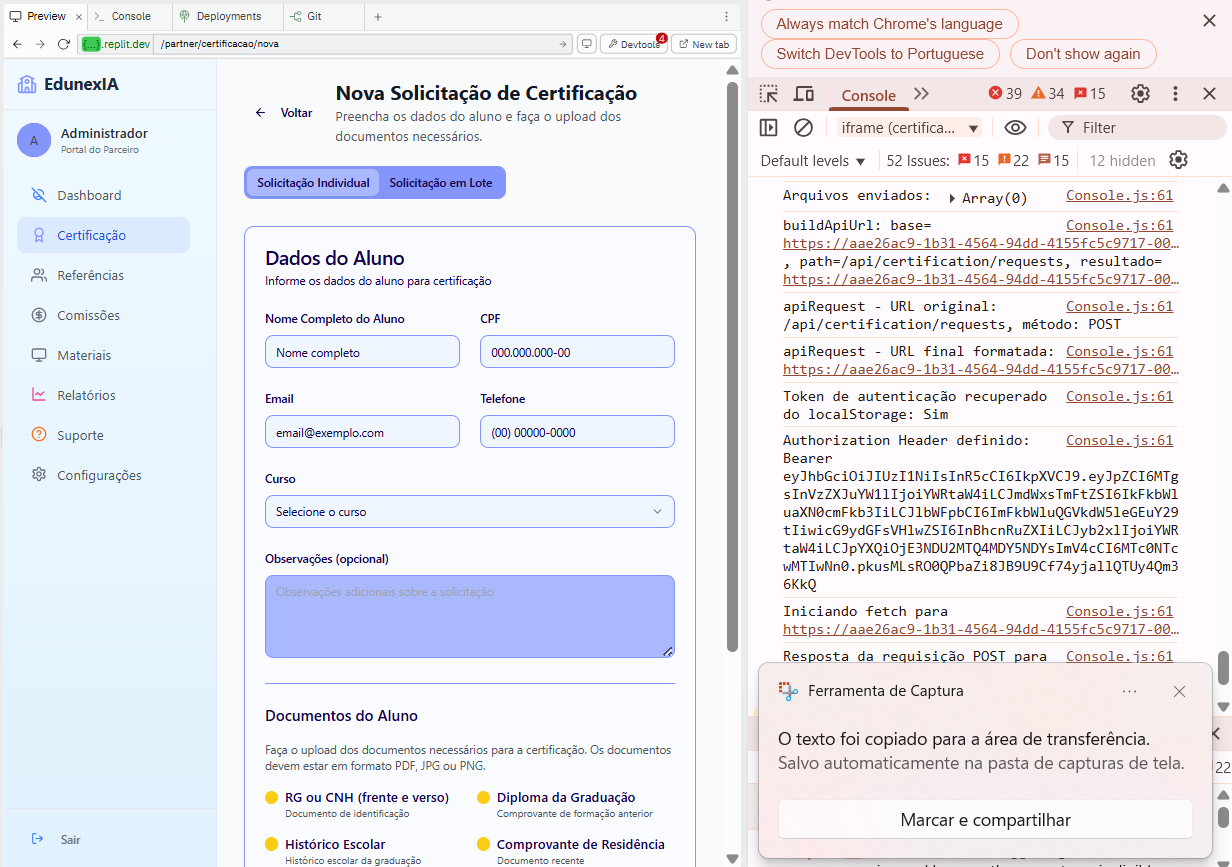 Preview
Console
Deployments
Git
{...}.replit.dev
/partner/certificacao/nova
Devtools
4
New tab
EdunexIA
A
Administrador
Portal do Parceiro
Dashboard
Certificação
Referências
Comissões
Materiais
Relatórios
Suporte
Configurações
Sair
Voltar
Nova Solicitação de Certificação
Preencha os dados do aluno e faça o upload dos
documentos necessários.
Solicitação Individual
Solicitação em Lote
Dados do Aluno
Informe os dados do aluno para certificação
Nome Completo do Aluno
CPF
Nome completo
000.000.000-00
Email
Telefone
email@exemplo.com
(00) 00000-0000
Curso
Selecione o curso
Observações (opcional)
Observações adicionais sobre a solicitação
Documentos do Aluno
Faça o upload dos documentos necessários para a certificação. Os documentos
devem estar em formato PDF, JPG ou PNG.
RG ou CNH (frente e verso)
Documento de identificação
Diploma da Graduação
Comprovante de formação anterior
Histórico Escolar
Histórico escolar da graduação
Comprovante de Residência
Documento recente
Always match Chrome's language
Switch DevTools to Portuguese
Don't show again
Console
39
34
15
iframe (certifica...
Filter
Default levels
52 Issues:
15
22
15
12 hidden
Arquivos enviados: Array(0) Console.js:61
buildApiUrl: base= Console.js:61
https://aae26ac9-1b31-4564-94dd-4155fc5c9717-00…
, path=/api/certification/requests, resultado=
https://aae26ac9-1b31-4564-94dd-4155fc5c9717-00…
apiRequest - URL original: Console.js:61
/api/certification/requests, método: POST
apiRequest - URL final formatada: Console.js:61
https://aae26ac9-1b31-4564-94dd-4155fc5c9717-00…
Token de autenticação recuperado Console.js:61
do localStorage: Sim
Authorization Header definido: Console.js:61
Bearer
eyJhbGciOiJIUzI1NiIsInR5cCI6IkpXVCJ9.eyJpZCI6MTg
sInVzZXJuYW1lIjoiYWRtaW4iLCJmdWxsTmFtZSI6IkFkbWl
uaXN0cmFkb3IiLCJlbWFpbCI6ImFkbWluQGVkdW5leGEuY29
tIiwicG9ydGFsVHlwZSI6InBhcnRuZXIiLCJyb2xlIjoiYWR
taW4iLCJpYXQiOjE3NDU2MTQ4MDY5NDYsImV4cCI6MTc0NTc
wMTIwNn0.pkusMLsRO0QPbaZi8JB9U9Cf74yjallQTUy4Qm3
6KkQ
Iniciando fetch para Console.js:61
https://aae26ac9-1b31-4564-94dd-4155fc5c9717-00…
Resposta da requisição POST para Console.js:61
Ferramenta de Captura
O texto foi copiado para a área de transferência.
Salvo automaticamente na pasta de capturas de tela.
Marcar e compartilhar
22